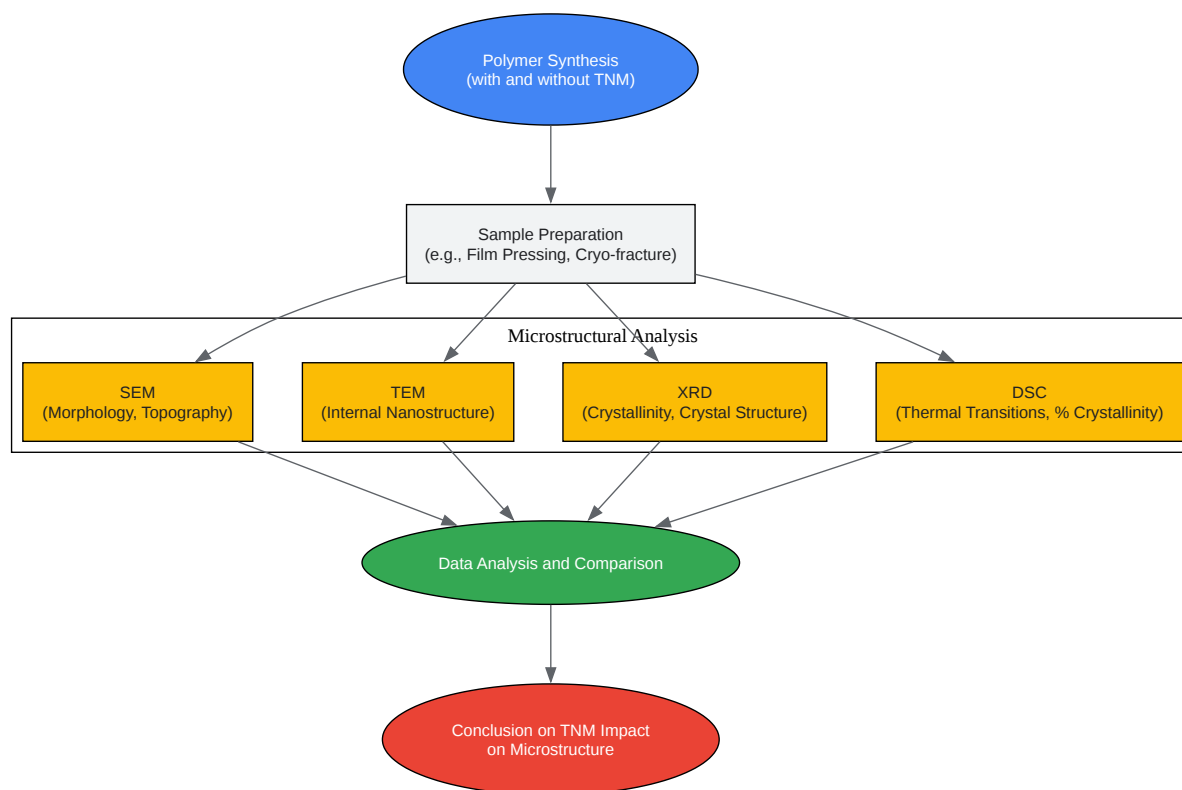 Polymer Synthesis
(with and without TNM)
Sample Preparation
(e.g., Film Pressing, Cryo-fracture)
Microstructural Analysis
SEM
(Morphology, Topography)
TEM
(Internal Nanostructure)
XRD
(Crystallinity, Crystal Structure)
DSC
(Thermal Transitions, % Crystallinity)
Data Analysis and Comparison
Conclusion on TNM Impact
on Microstructure